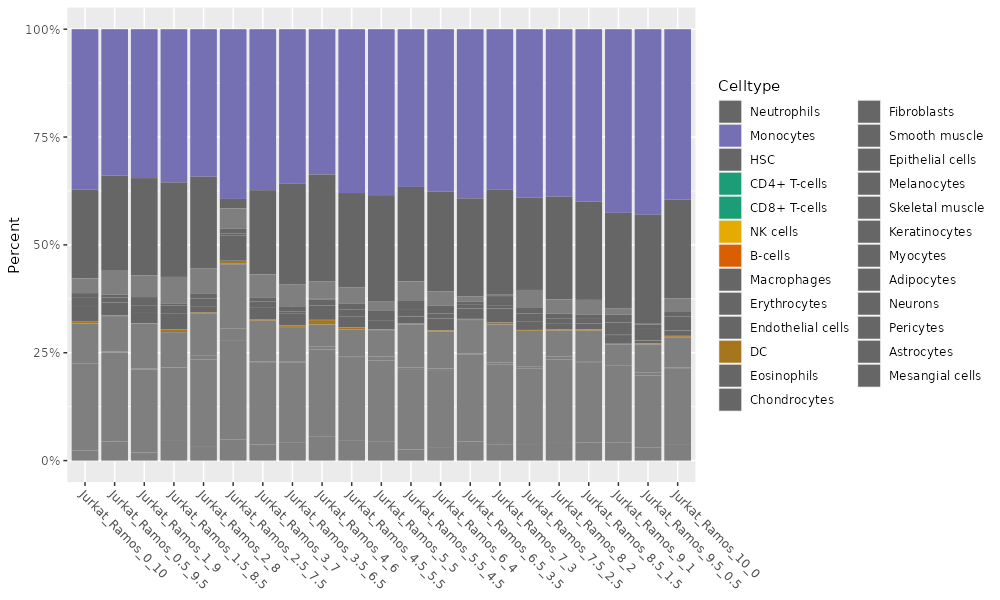 100%
75%
50%
25%
0%
Percent
Jurkat_Ramos_0_10
Jurkat_Ramos_0.5_9.5
Jurkat_Ramos_1_9
Jurkat_Ramos_1.5_8.5
Jurkat_Ramos_2_8
Jurkat_Ramos_2.5_7.5
Jurkat_Ramos_3_7
Jurkat_Ramos_3.5_6.5
Jurkat_Ramos_4_6
Jurkat_Ramos_4.5_5.5
Jurkat_Ramos_5_5
Jurkat_Ramos_5.5_4.5
Jurkat_Ramos_6_4
Jurkat_Ramos_6.5_3.5
Jurkat_Ramos_7_3
Jurkat_Ramos_7.5_2.5
Jurkat_Ramos_8_2
Jurkat_Ramos_8.5_1.5
Jurkat_Ramos_9_1
Jurkat_Ramos_9.5_0.5
Jurkat_Ramos_10_0
Celltype
Neutrophils
Monocytes
HSC
CD4+ T-cells
CD8+ T-cells
NK cells
B-cells
Macrophages
Erythrocytes
Endothelial cells
DC
Eosinophils
Chondrocytes
Fibroblasts
Smooth muscle
Epithelial cells
Melanocytes
Skeletal muscle
Keratinocytes
Myocytes
Adipocytes
Neurons
Pericytes
Astrocytes
Mesangial cells